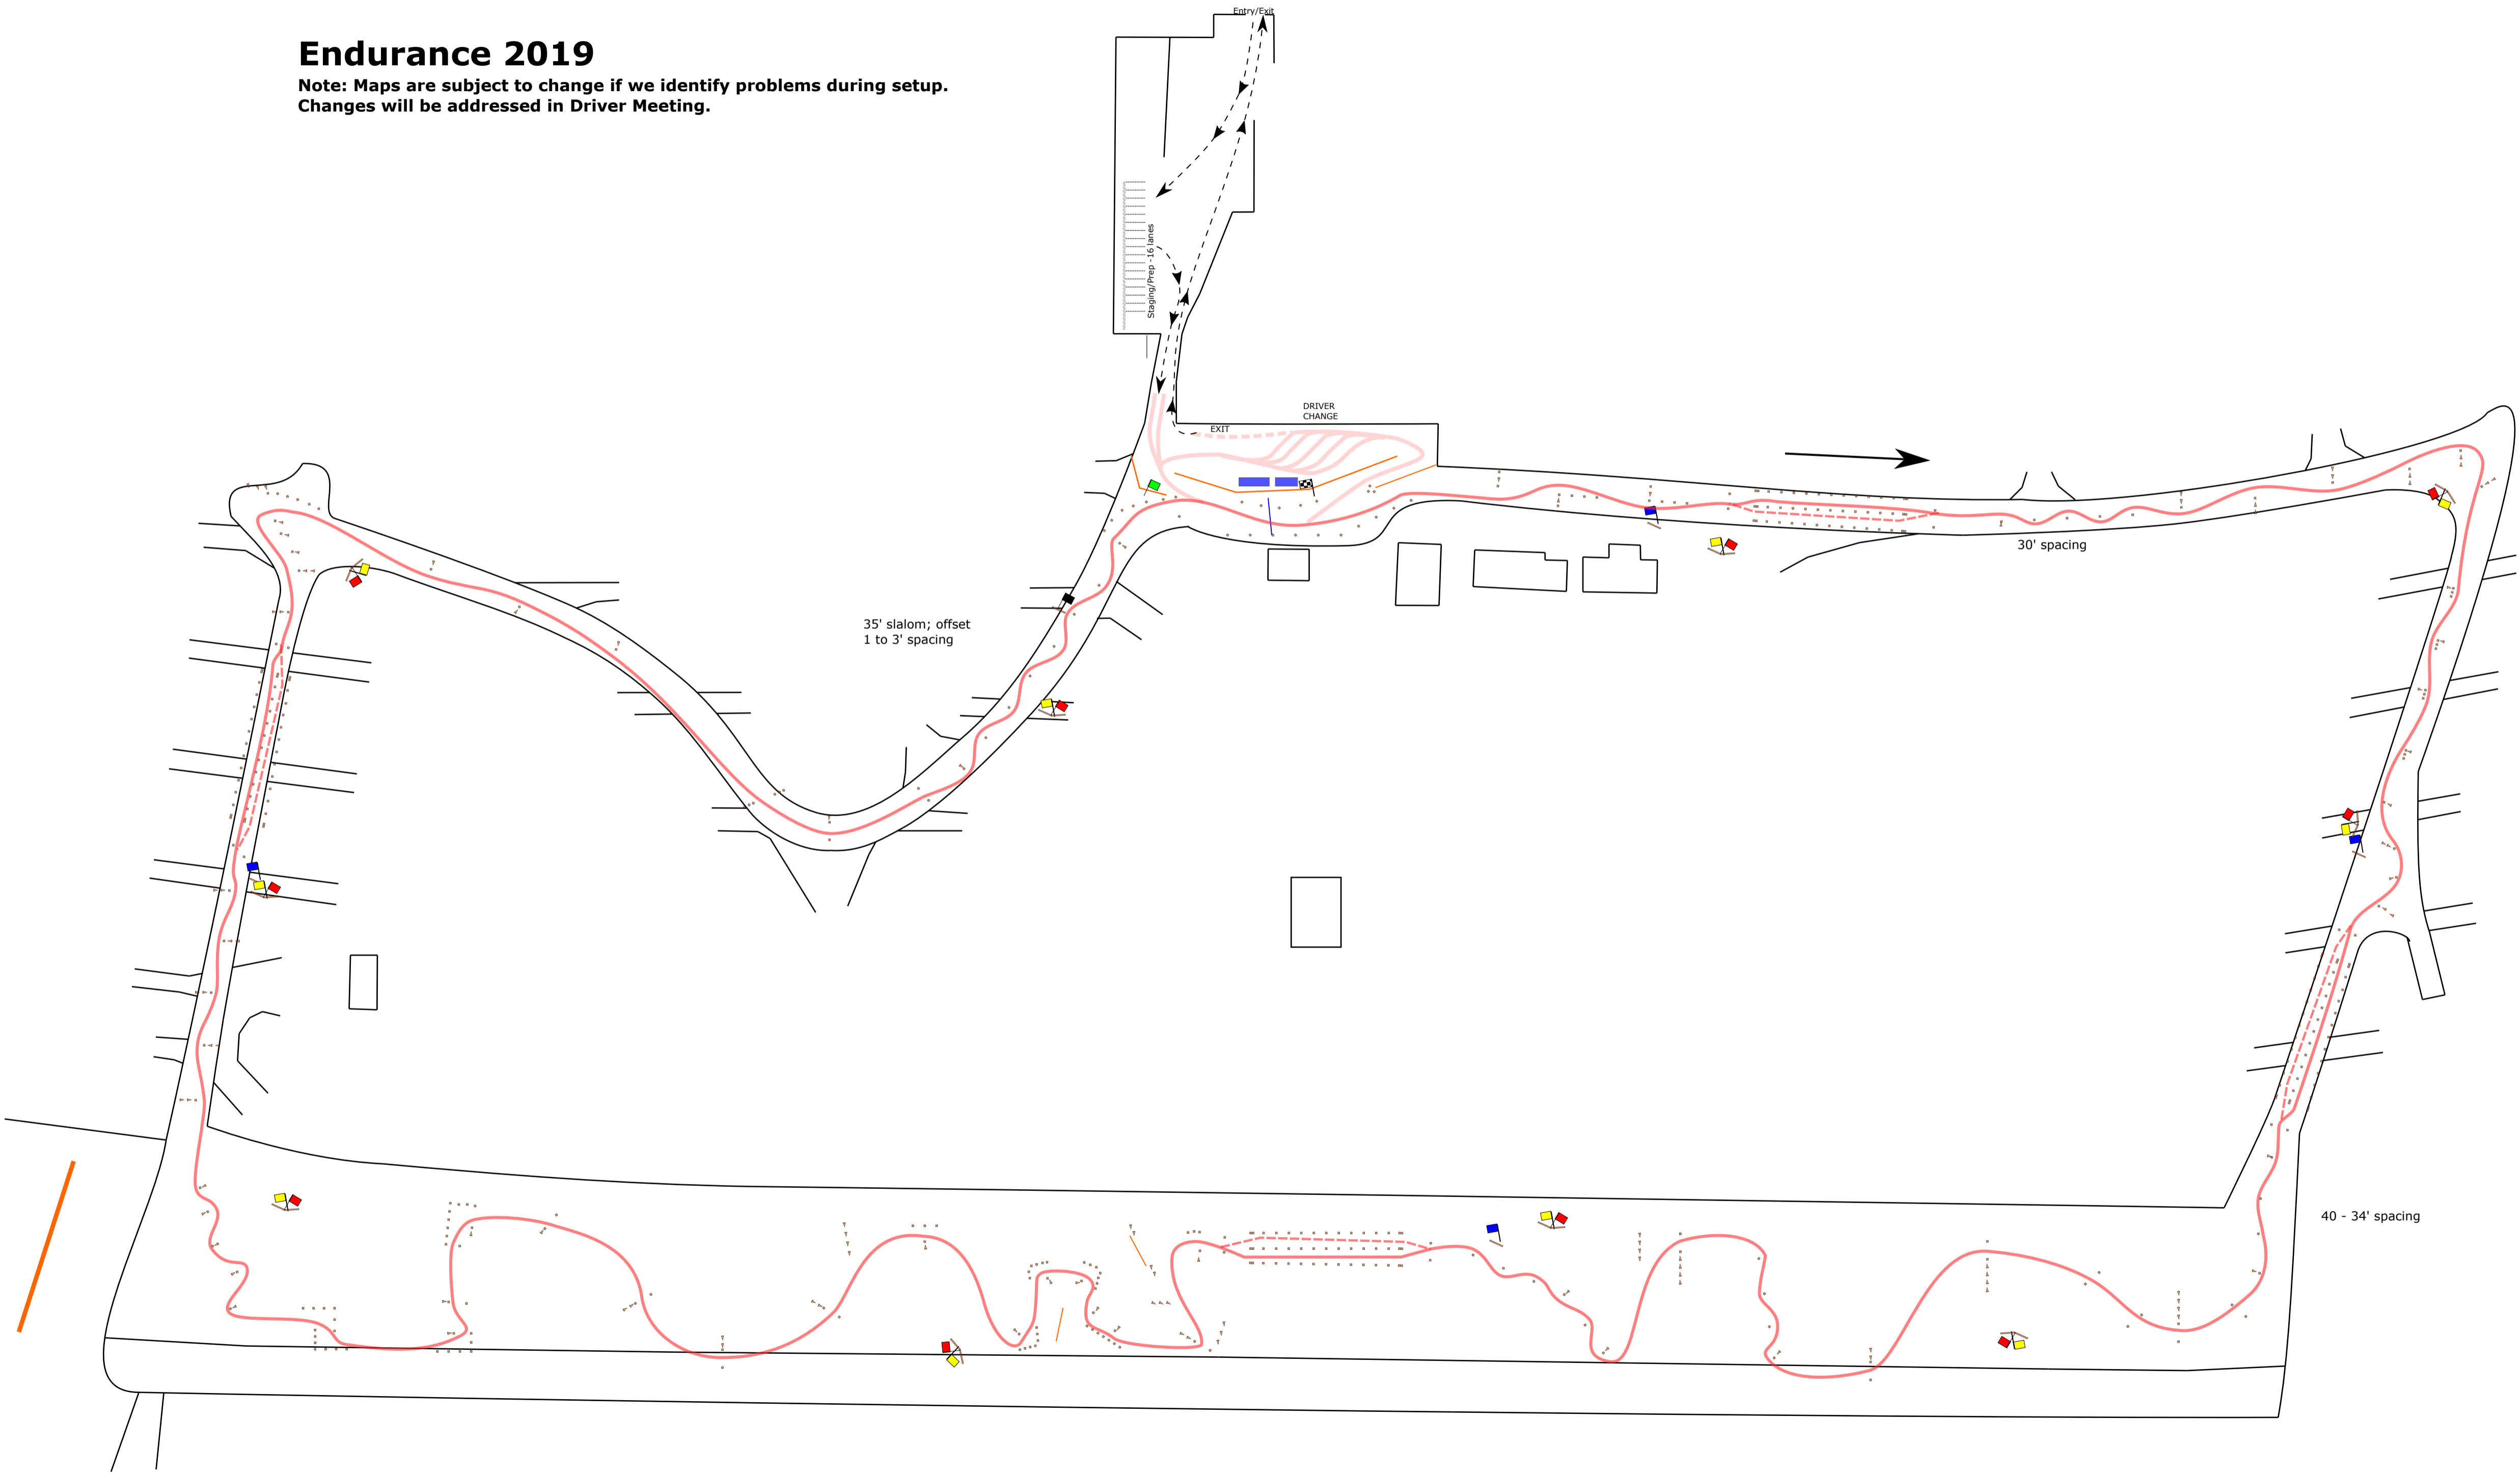 Entry/Exit
Endurance 2019
Note: Maps are subject to change if we identify problems during setup.
Changes will be addressed in Driver Meeting.
Staging/Prep -16 lanes
DRIVER
CHANGE
EXIT
30' spacing
35' slalom; offset
1 to 3' spacing
40 - 34' spacing